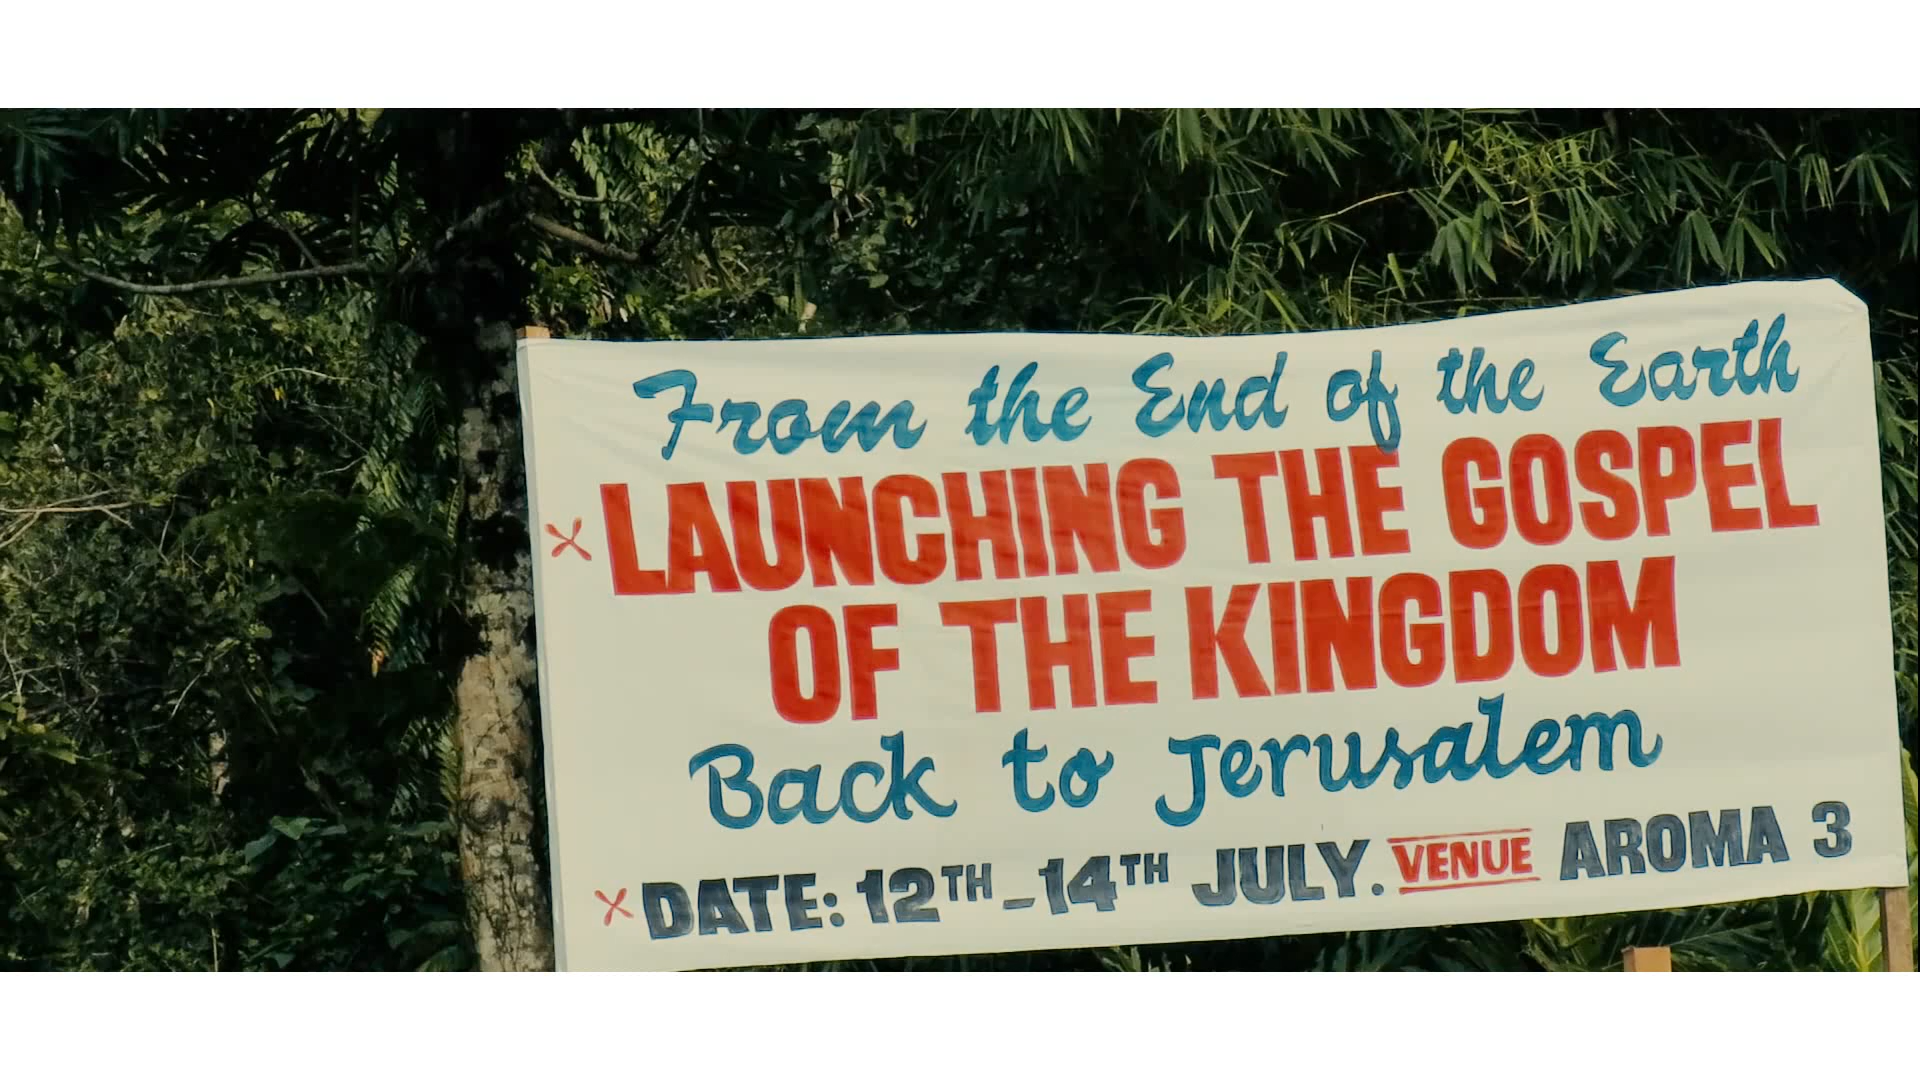 From the End of the Earth
× LAUNCHING THE GOSPEL
OF THE KINGDOM
Back to Jerusalem
× DATE: 12TH-14TH JULY. VENUE AROMA 3